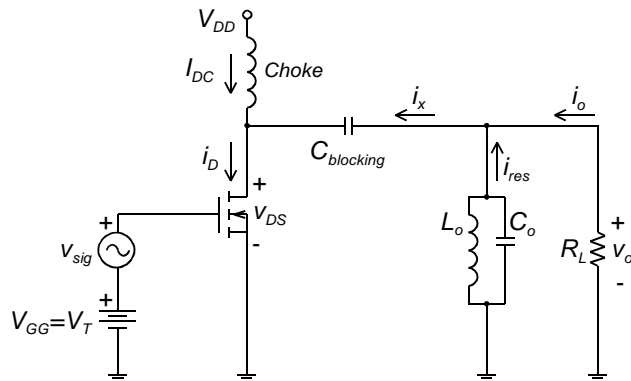 V_DD
I_DC
Choke
i_x
i_o
C_blocking
i_D
i_res
+
v_DS
-
+
v_sig
+
V_GG=V_T
L_o
C_o
R_L
+
v_o
-